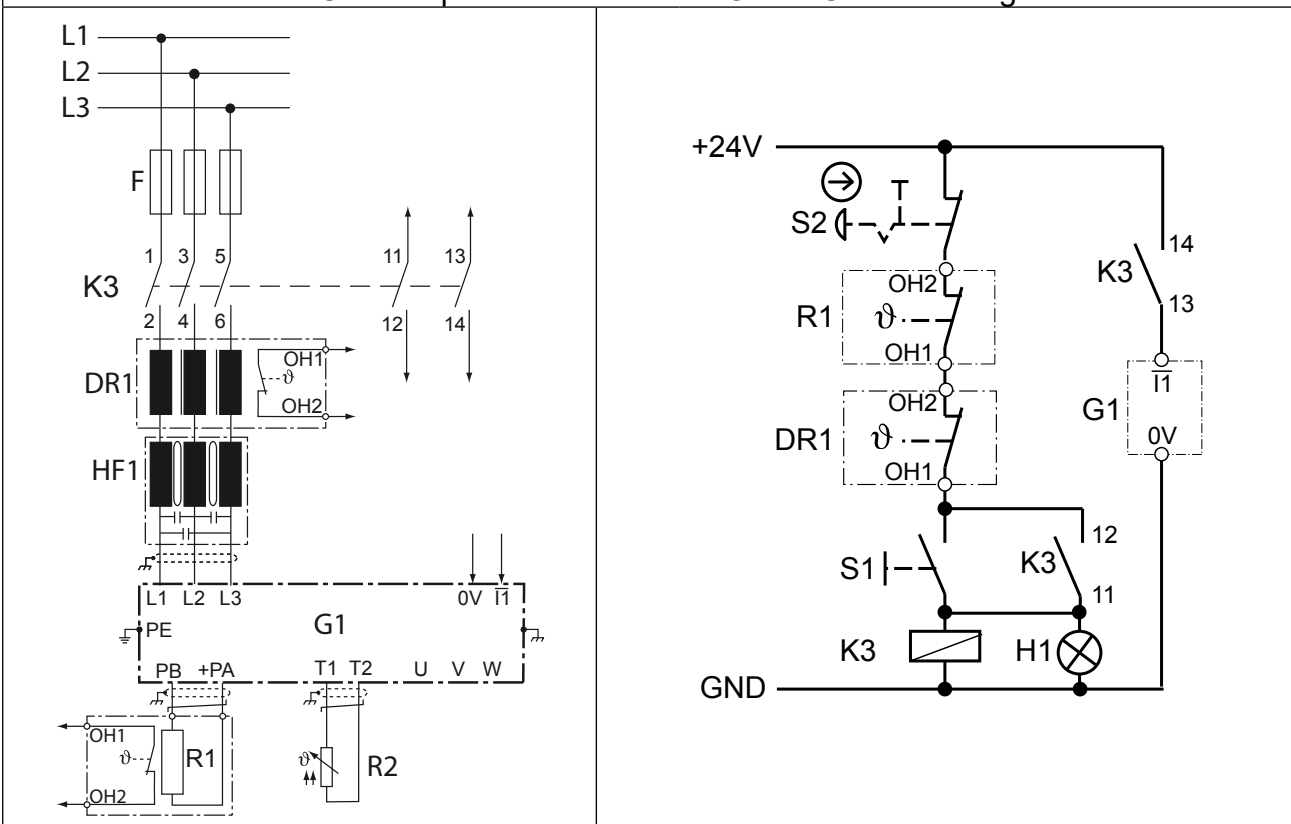 L1
L2
L3
F
1 3 5 11 13
K3
2 4 6 12 14
DR1
OH1
ϑ
OH2
HF1
L1 L2 L3 0V I1
PE
G1
PB +PA T1 T2 U V W
OH1
ϑ
R1
OH2
ϑ
R2
+24V
S2
OH2
R1
ϑ
OH1
OH2
DR1
ϑ
OH1
S1
K3
12
11
K3
H1
GND
14
K3
13
I1
G1
0V